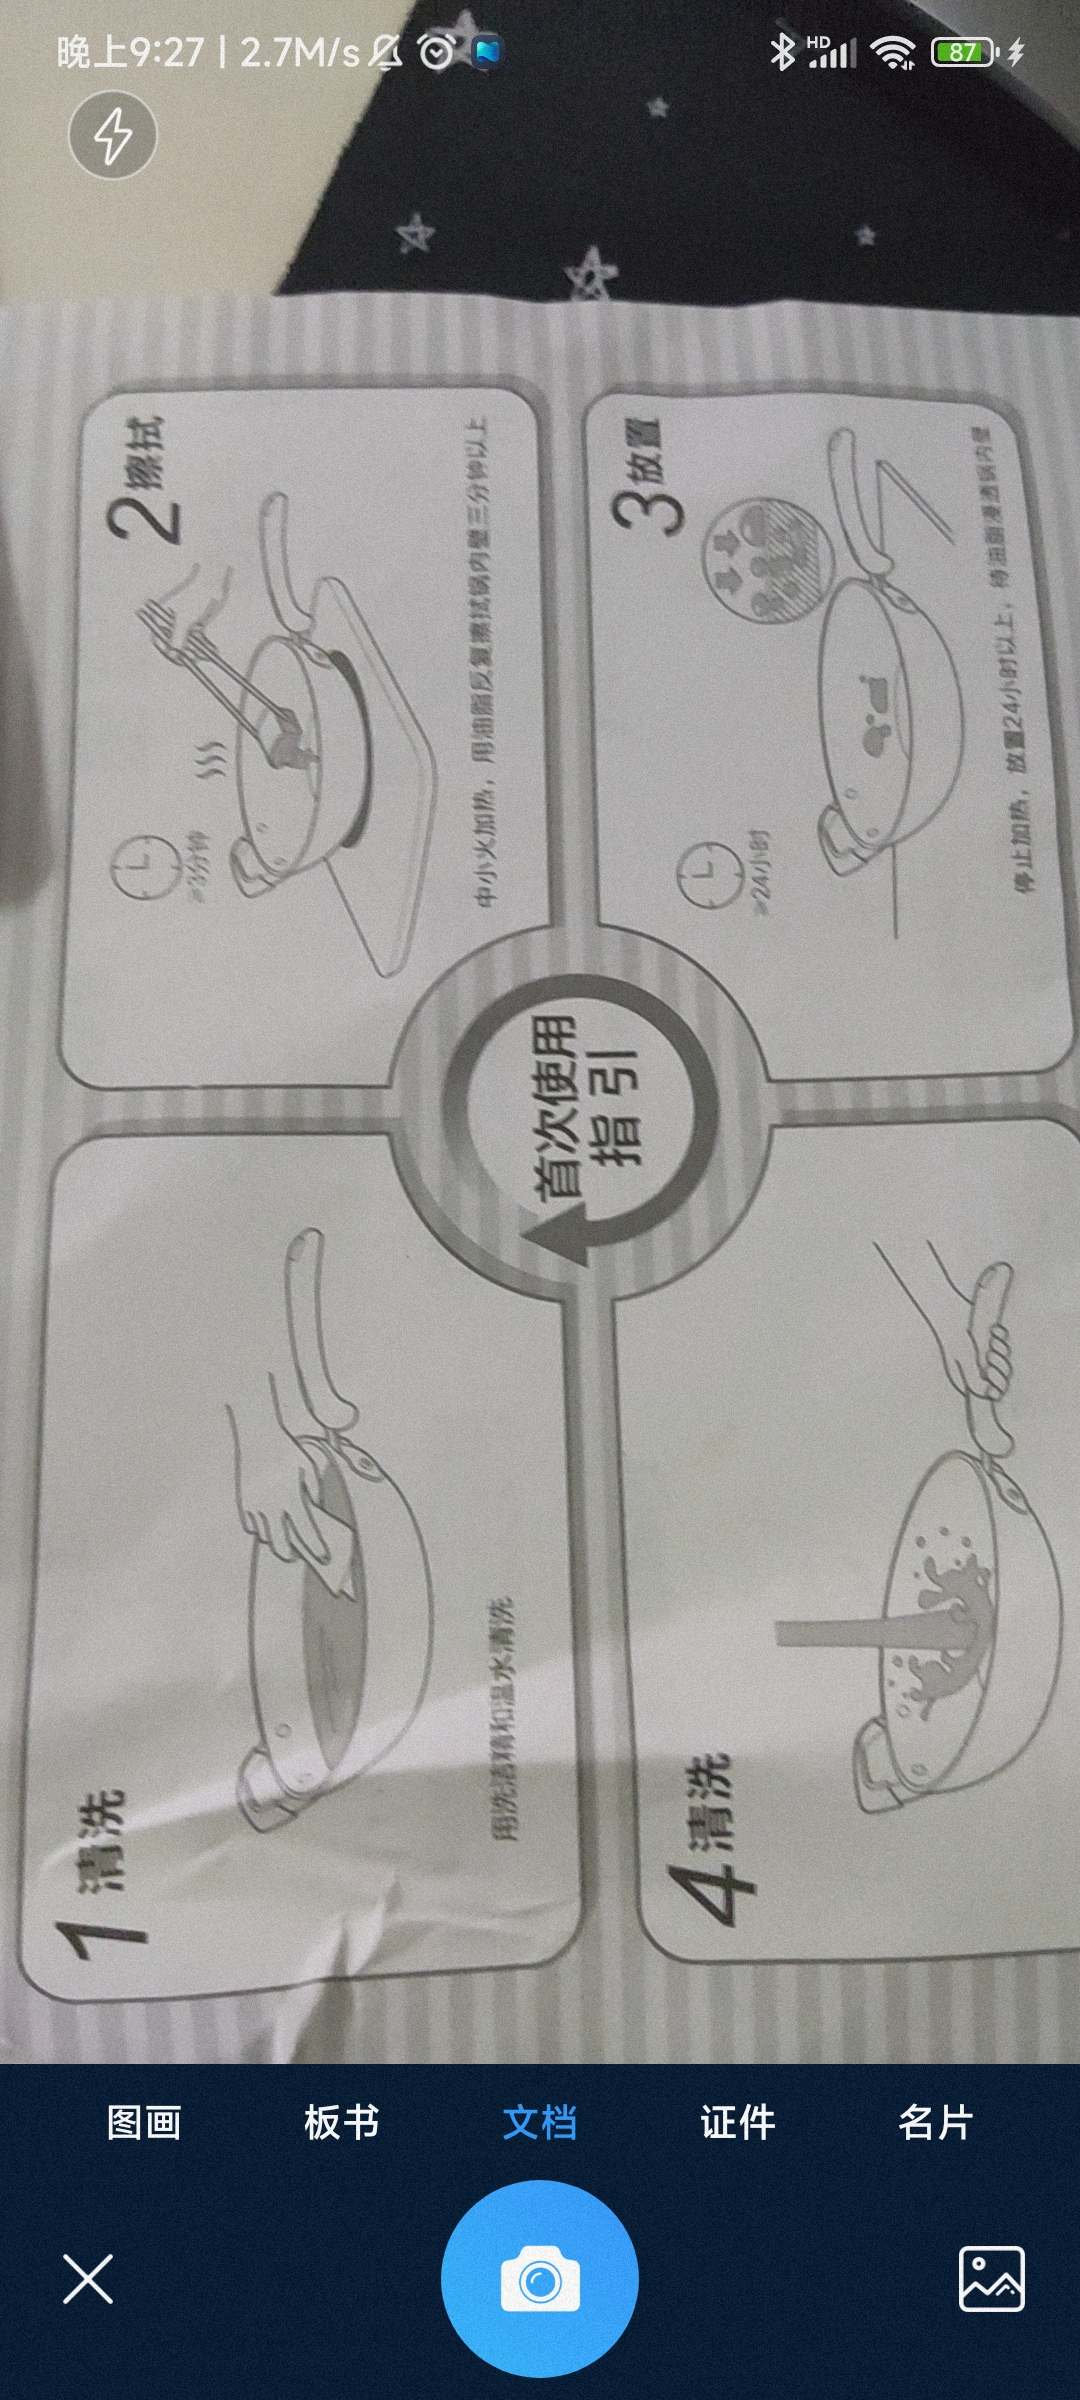 晚上9:27 | 2.7M/s
HD
87
1 清洗
用洗洁精和温水清洗
2 擦拭
≥3分钟
中小火加热，用油脂反复擦拭锅内壁三分钟以上
首次使用
指引
3 放置
≥24小时
停止加热，放置24小时以上，待油脂浸透锅内壁
4 清洗
图画
板书
文档
证件
名片